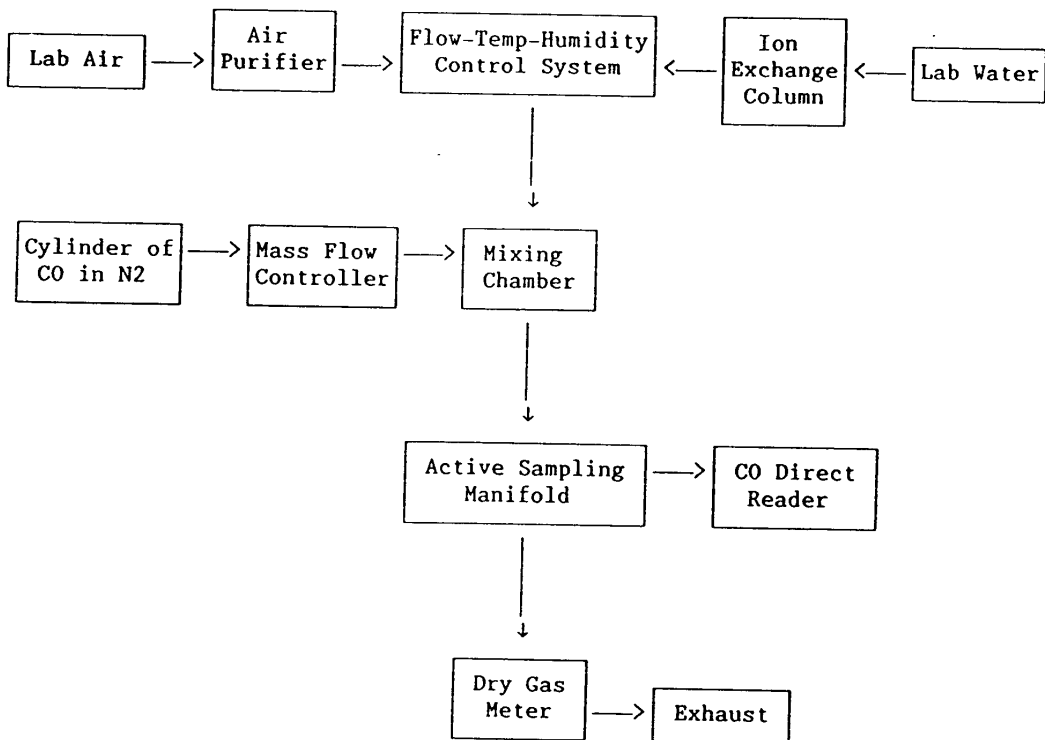 Lab Air
Air
Purifier
Flow-Temp-Humidity
Control System
Ion
Exchange
Column
Lab Water
Cylinder of
CO in N2
Mass Flow
Controller
Mixing
Chamber
Active Sampling
Manifold
CO Direct
Reader
Dry Gas
Meter
Exhaust